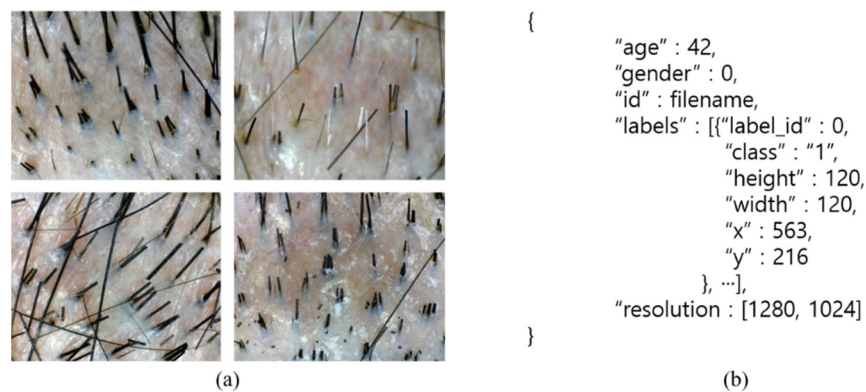 {
“age” : 42,
“gender” : 0,
“id” : filename,
“labels” : [{“label_id” : 0,
“class” : “1”,
“height” : 120,
“width” : 120,
“x” : 563,
“y” : 216
}, ···],
“resolution : [1280, 1024]
}
(a)
(b)